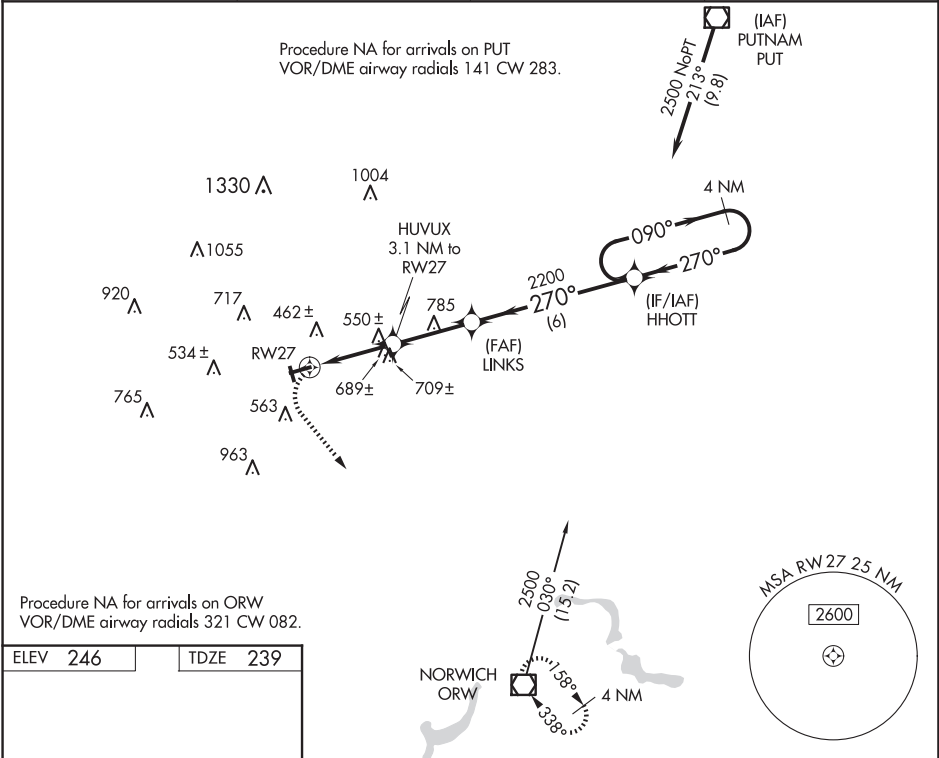 (IAF)
PUTNAM
PUT
Procedure NA for arrivals on PUT
VOR/DME airway radials 141 CW 283.
2500 NoPT
213°
(9.8)
1330
1004
4 NM
HUVUX
3.1 NM to
RW27
090°
270°
1055
2200
270°
(6)
(IF/IAF)
HHOTT
920
717
462±
550±
785
(FAF)
LINKS
RW27
534±
689±
709±
765
563
963
2500
030°
(15.2)
MSA RW27 25 NM
2600
Procedure NA for arrivals on ORW
VOR/DME airway radials 321 CW 082.
ELEV 246
TDZE 239
NORWICH
ORW
158°
338°
4 NM